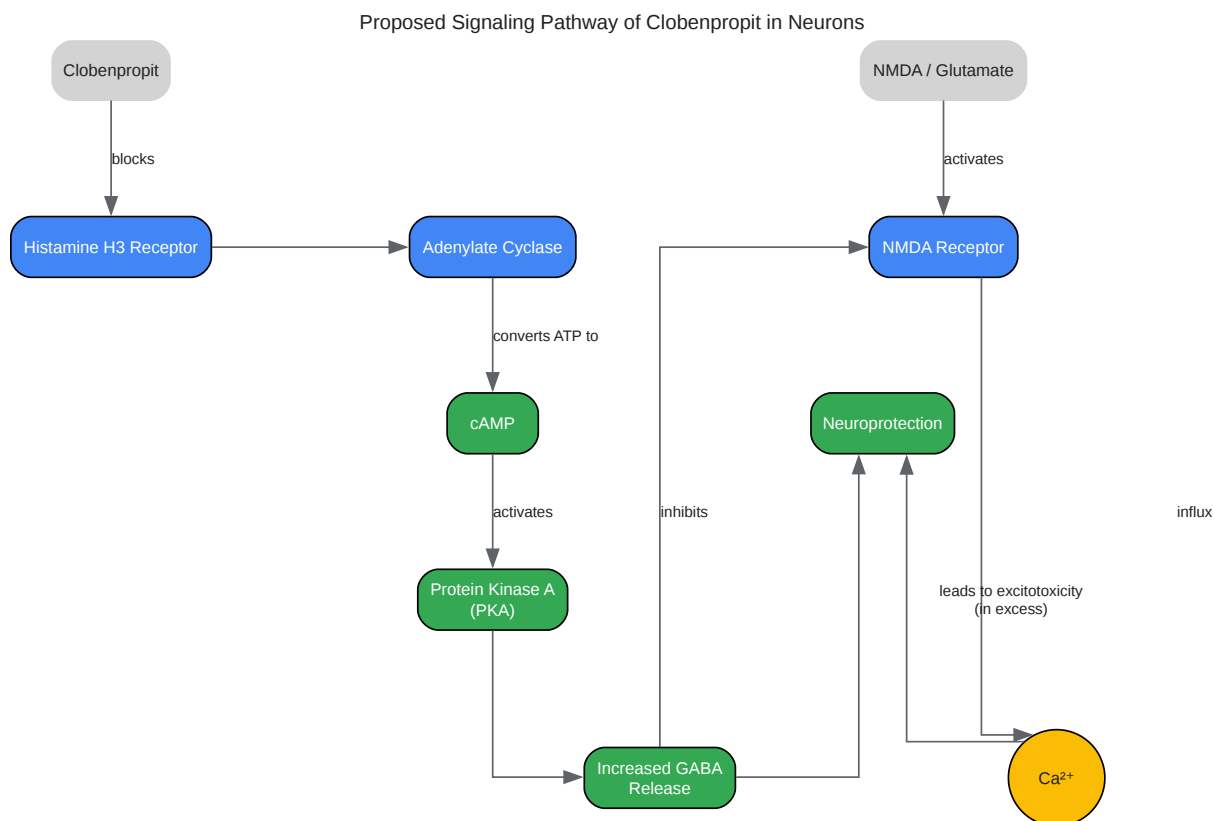 Proposed Signaling Pathway of Clobenpropit in Neurons
Clobenpropit
NMDA / Glutamate
blocks
activates
Histamine H3 Receptor
Adenylate Cyclase
NMDA Receptor
converts ATP to
cAMP
Neuroprotection
activates
inhibits
influx
Protein Kinase A
(PKA)
leads to excitotoxicity
(in excess)
Increased GABA
Release
Ca²⁺